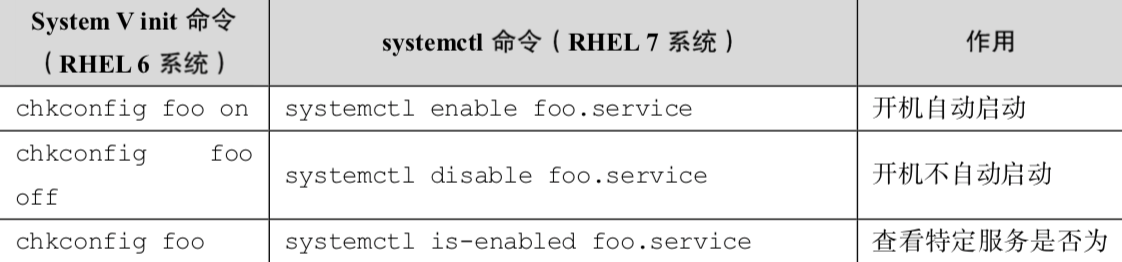 System V init 命令
（RHEL 6 系统）
systemctl 命令（RHEL 7 系统）
作用
chkconfig foo on
systemctl enable foo.service
开机自动启动
chkconfig foo
off
systemctl disable foo.service
开机不自动启动
chkconfig foo
systemctl is-enabled foo.service
查看特定服务是否为